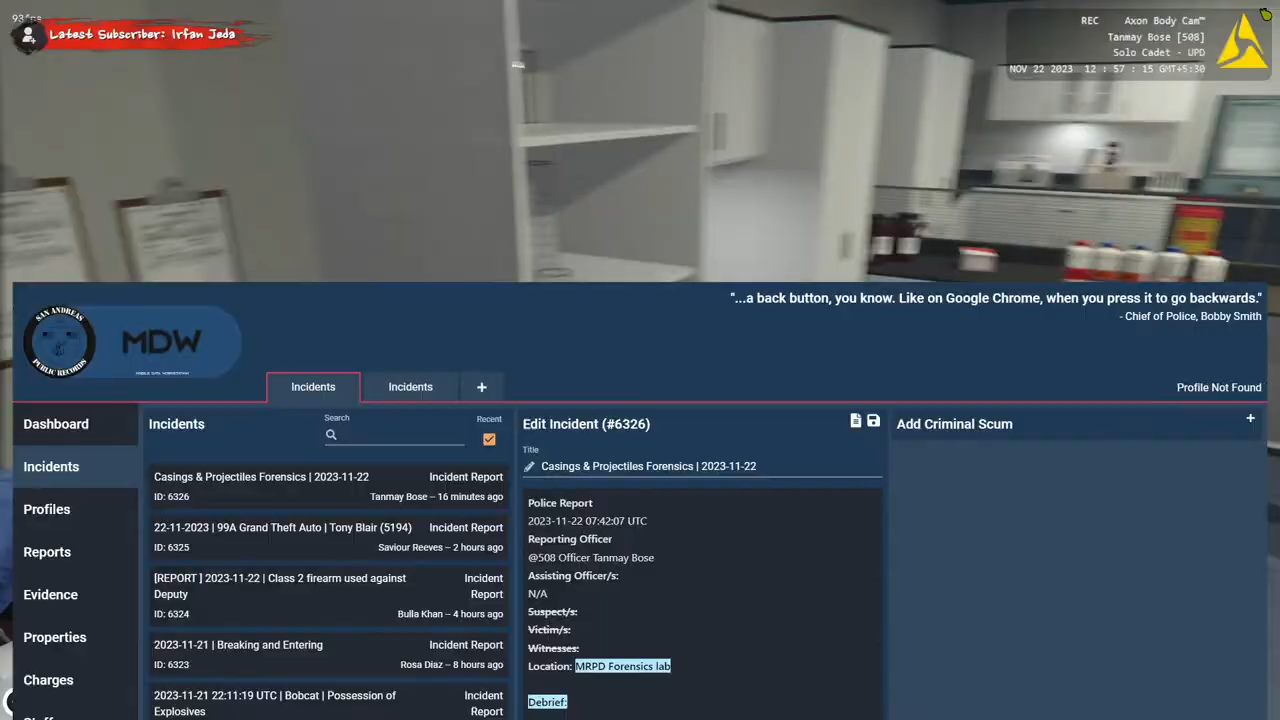 93fps
Latest Subscriber: Irfan Jeda
REC Axon Body Cam™
Tanmay Bose [508]
Solo Cadet - UPD
NOV 22 2023 12 : 57 : 15 GMT+5:30
"...a back button, you know. Like on Google Chrome, when you press it to go backwards."
- Chief of Police, Bobby Smith
SAN ANDREAS
PUBLIC RECORDS
MDW
Incidents
Incidents
+
Profile Not Found
Dashboard
Incidents
Profiles
Reports
Evidence
Properties
Charges
Incidents
Search
Recent
Casings & Projectiles Forensics | 2023-11-22 Incident Report
ID: 6326 Tanmay Bose – 16 minutes ago
22-11-2023 | 99A Grand Theft Auto | Tony Blair (5194) Incident Report
ID: 6325 Saviour Reeves – 2 hours ago
[REPORT ] 2023-11-22 | Class 2 firearm used against Incident
Deputy Report
ID: 6324 Bulla Khan – 4 hours ago
2023-11-21 | Breaking and Entering Incident Report
ID: 6323 Rosa Diaz – 8 hours ago
2023-11-21 22:11:19 UTC | Bobcat | Possession of Incident
Explosives Report
Edit Incident (#6326)
Title
Casings & Projectiles Forensics | 2023-11-22
Police Report
2023-11-22 07:42:07 UTC
Reporting Officer
@508 Officer Tanmay Bose
Assisting Officer/s:
N/A
Suspect/s:
Victim/s:
Witnesses:
Location: MRPD Forensics lab
Debrief:
Add Criminal Scum
+